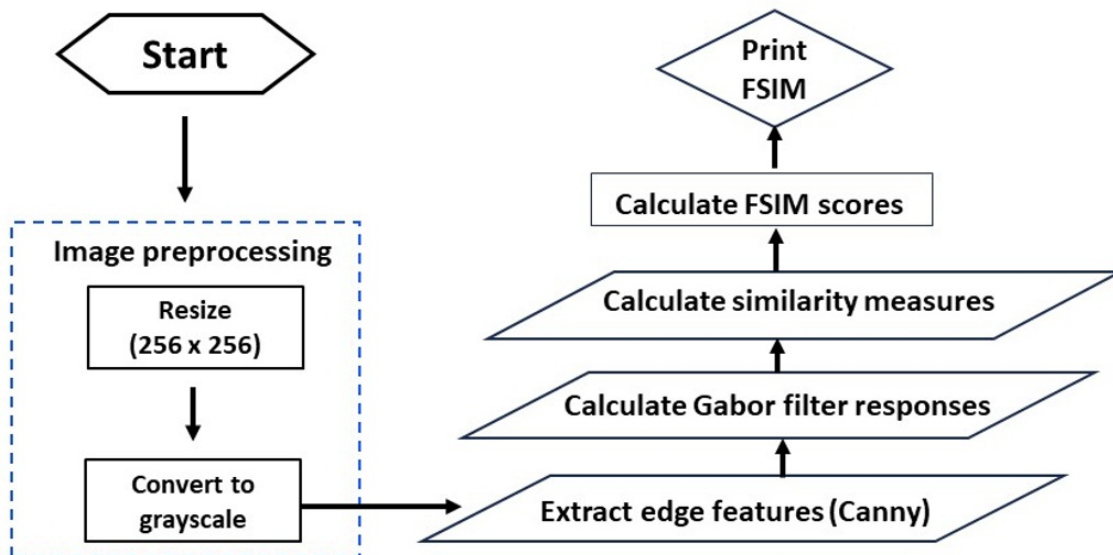 Start
Image preprocessing
Resize
(256 x 256)
Convert to
grayscale
Extract edge features (Canny)
Calculate Gabor filter responses
Calculate similarity measures
Calculate FSIM scores
Print
FSIM